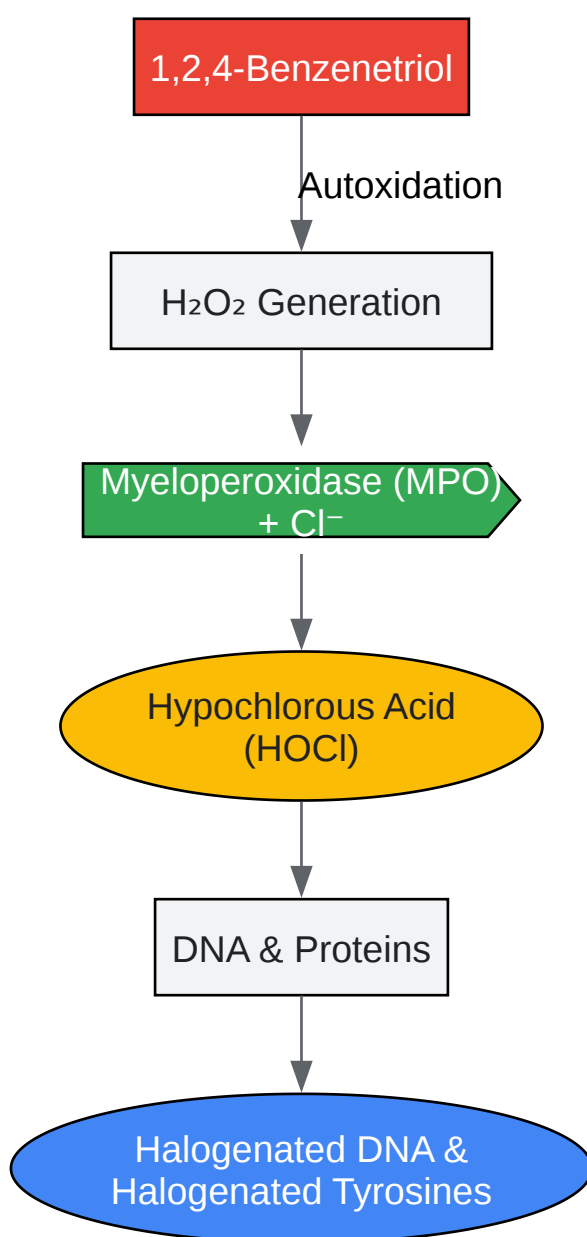 1,2,4-Benzenetriol
Autoxidation
H₂O₂ Generation
Myeloperoxidase (MPO)
+ Cl⁻
Hypochlorous Acid
(HOCl)
DNA & Proteins
Halogenated DNA &
Halogenated Tyrosines